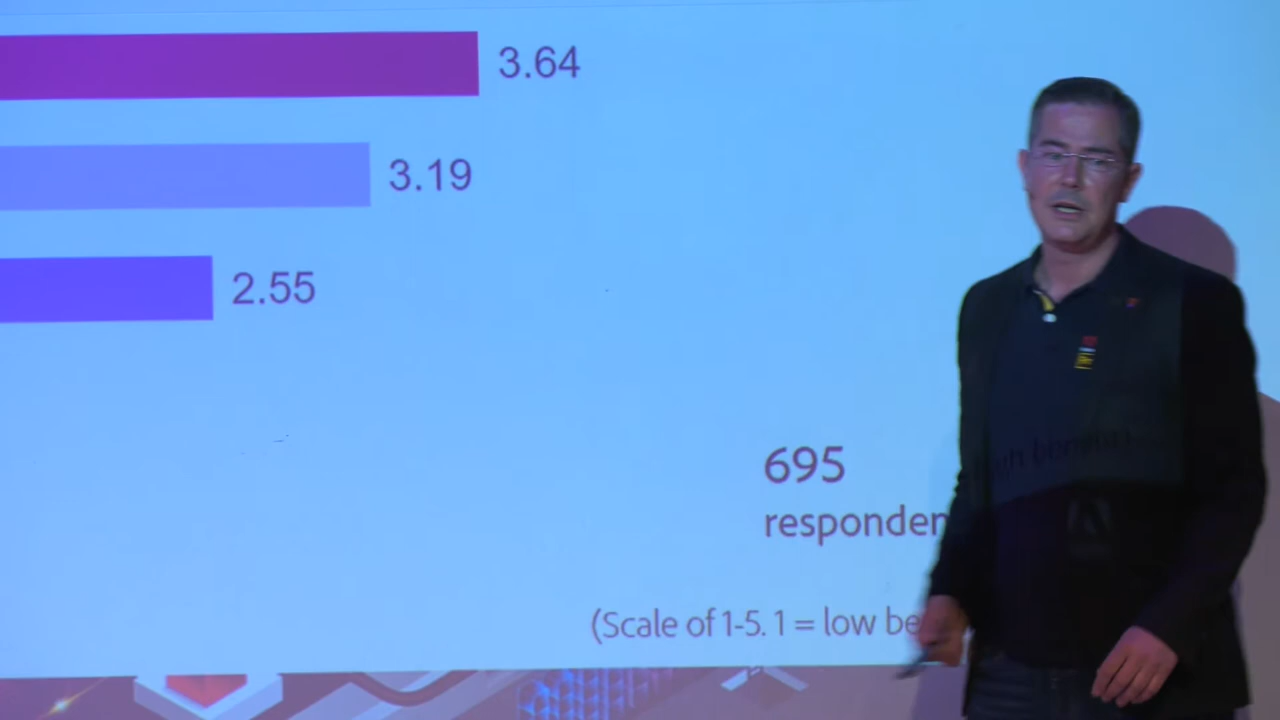 3.64
3.19
2.55
695
responden
(Scale of 1-5. 1 = low be